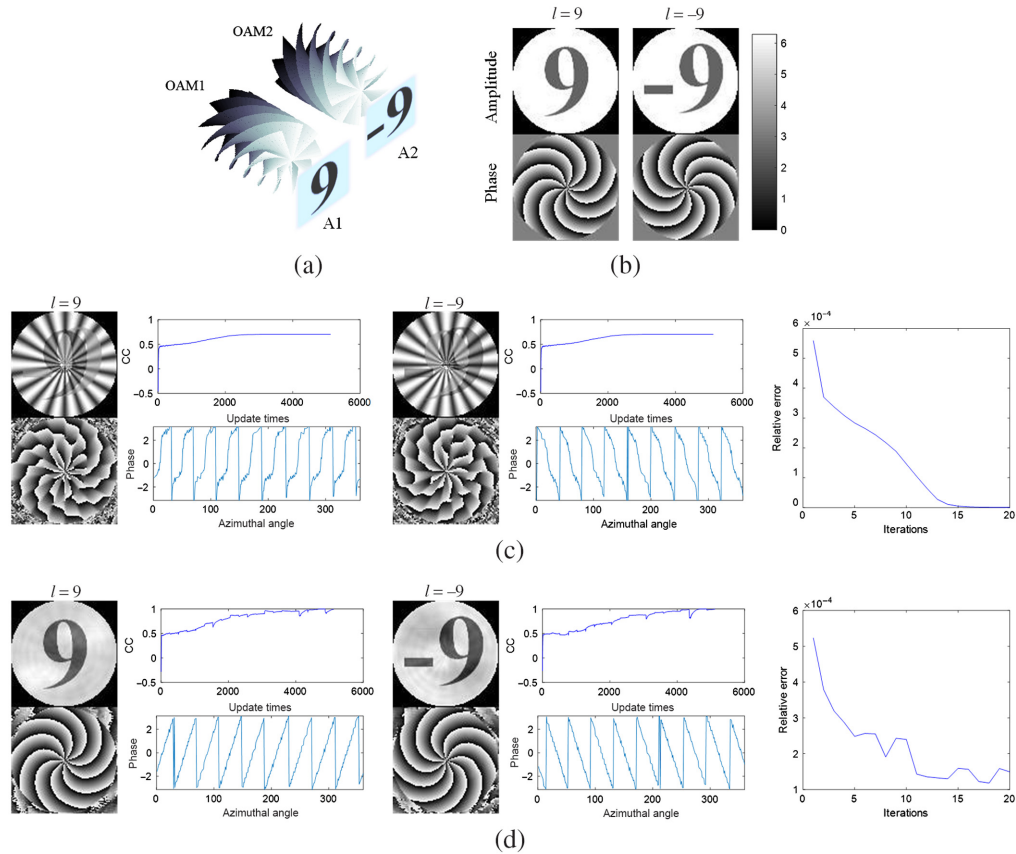 OAM2
OAM1
−9
A2
9
A1
(a)
l = 9
l = −9
Amplitude
9
−9
Phase
6
5
4
3
2
1
0
(b)
l = 9
CC
1
0.5
0
−0.5
0
2000
4000
6000
Update times
Phase
2
0
−2
0
100
200
300
Azimuthal angle
l = −9
CC
1
0.5
0
−0.5
0
2000
4000
6000
Update times
Phase
2
0
−2
0
100
200
300
Azimuthal angle
×10⁻⁴
Relative error
6
5
4
3
2
1
0
0
5
10
15
20
Iterrations
(c)
l = 9
9
CC
1
0.5
0
−0.5
0
2000
4000
6000
Update times
Phase
2
0
−2
0
100
200
300
Azimuthal angle
l = −9
−9
CC
1
0.5
0
−0.5
0
2000
4000
6000
Update times
Phase
2
0
−2
0
100
200
300
Azimuthal angle
×10⁻⁴
Relative error
6
5
4
3
2
1
0
5
10
15
20
Iterations
(d)